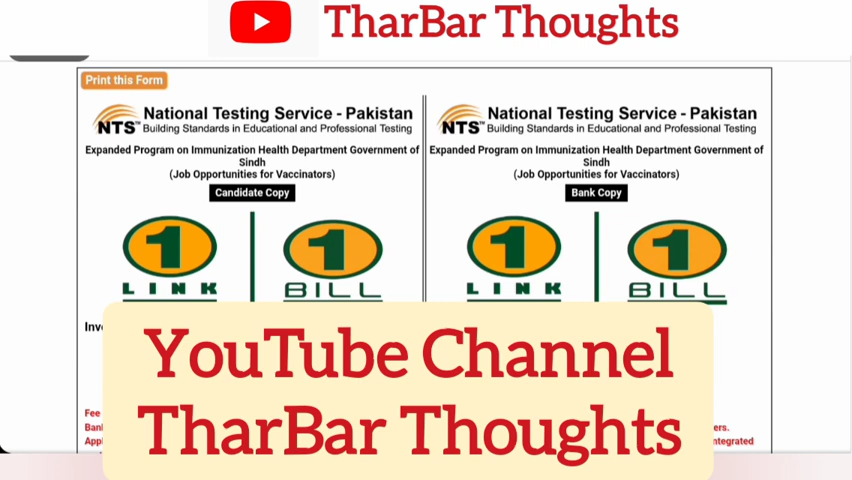 TharBar Thoughts
Print this Form
NTS™ National Testing Service - Pakistan
Building Standards in Educational and Professional Testing
Expanded Program on Immunization Health Department Government of
Sindh
(Job Opportunities for Vaccinators)
Candidate Copy
1
LINK
1
BILL
NTS™ National Testing Service - Pakistan
Building Standards in Educational and Professional Testing
Expanded Program on Immunization Health Department Government of
Sindh
(Job Opportunities for Vaccinators)
Bank Copy
1
LINK
1
BILL
Fee
YouTube Channel
TharBar Thoughts